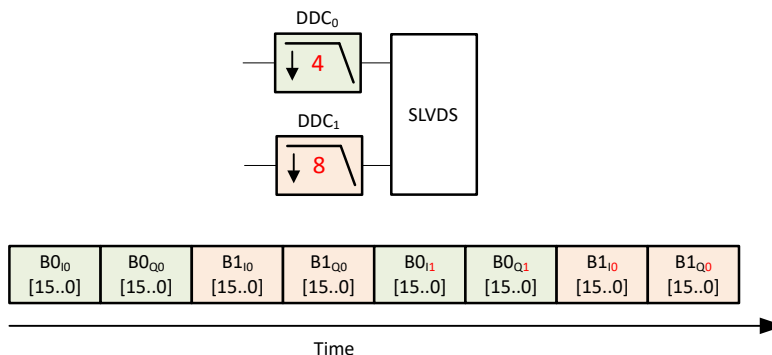 DDC0
4
SLVDS
DDC1
8
B0I0 B0Q0 B1I0 B1Q0 B0I1 B0Q1 B1I0 B1Q0
[15..0] [15..0] [15..0] [15..0] [15..0] [15..0] [15..0] [15..0]
Time